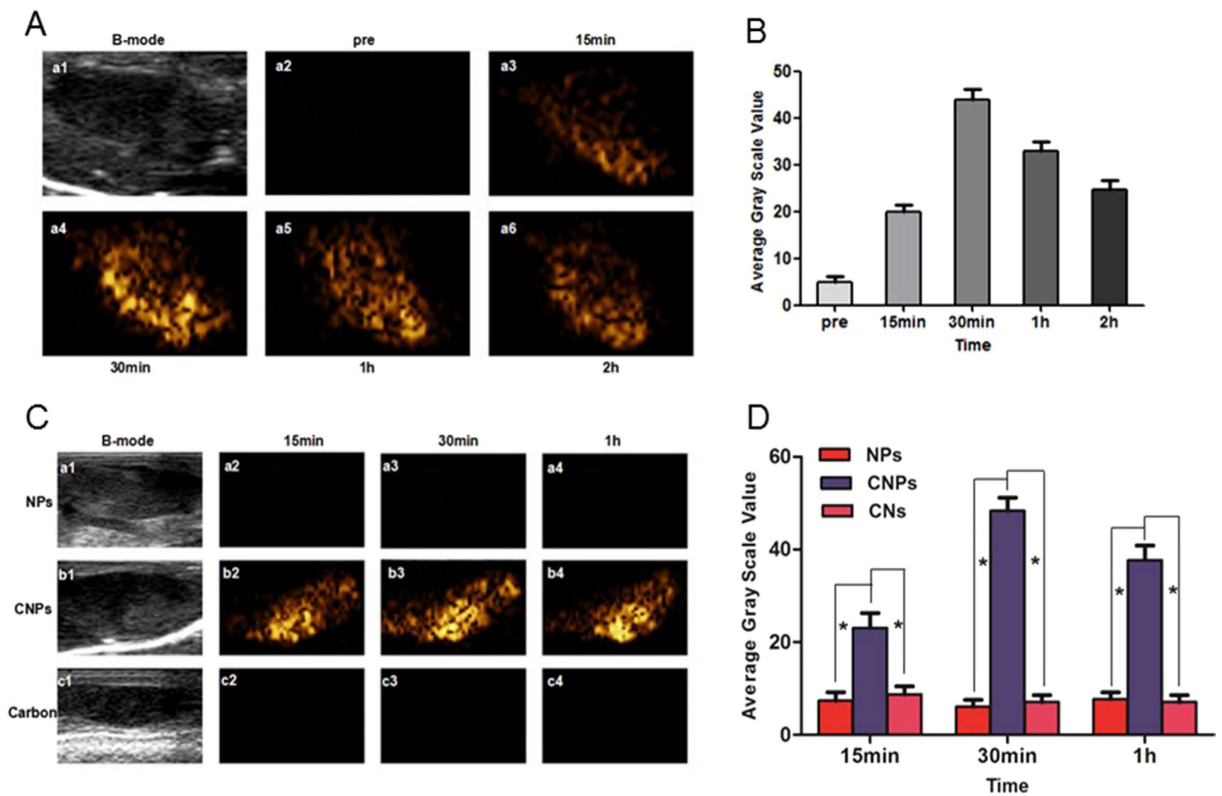 A
B-mode pre 15min
a1 a2 a3
a4 a5 a6
30min 1h 2h
B
Average Gray Scale Value
50
40
30
20
10
0
pre 15min 30min 1h 2h
Time
C
B-mode 15min 30min 1h
NPs a1 a2 a3 a4
CNPs b1 b2 b3 b4
Carbon c1 c2 c3 c4
D
Average Gray Scale Value
60
40
20
0
NPs
CNPs
CNs
* *
* *
* *
15min 30min 1h
Time